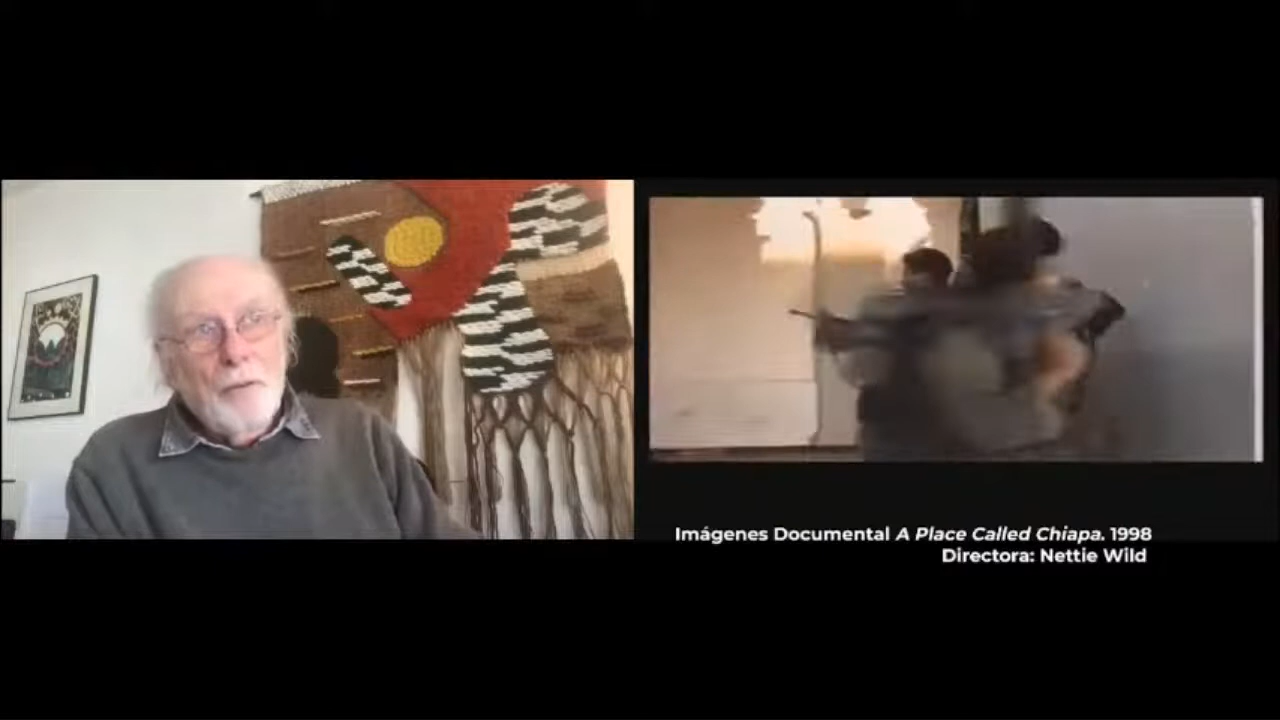 Imágenes Documental A Place Called Chiapa. 1998
Directora: Nettie Wild